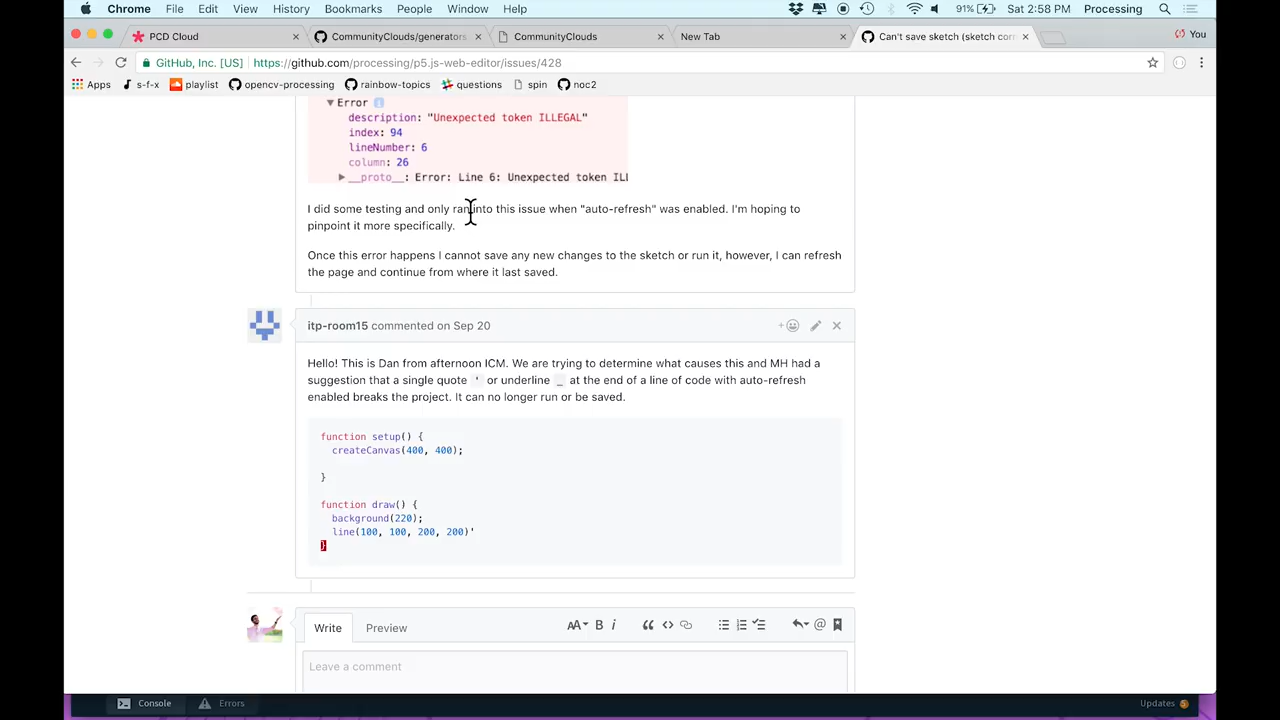 Chrome File Edit View History Bookmarks People Window Help 91% Sat 2:58 PM Processing
PCD Cloud CommunityClouds/generators CommunityClouds New Tab Can't save sketch (sketch corr You
GitHub, Inc. [US] https://github.com/processing/p5.js-web-editor/issues/428
Apps s-f-x playlist opencv-processing rainbow-topics questions spin noc2
▼ Error
description: "Unexpected token ILLEGAL"
index: 94
lineNumber: 6
column: 26
▶ __proto__: Error: Line 6: Unexpected token ILL
I did some testing and only ran into this issue when "auto-refresh" was enabled. I'm hoping to
pinpoint it more specifically.
Once this error happens I cannot save any new changes to the sketch or run it, however, I can refresh
the page and continue from where it last saved.
itp-room15 commented on Sep 20
Hello! This is Dan from afternoon ICM. We are trying to determine what causes this and MH had a
suggestion that a single quote ' or underline _ at the end of a line of code with auto-refresh
enabled breaks the project. It can no longer run or be saved.
function setup() {
createCanvas(400, 400);
}
function draw() {
background(220);
line(100, 100, 200, 200)'
}
Write Preview AA B i “ <> @
Leave a comment
Console Errors Updates 5